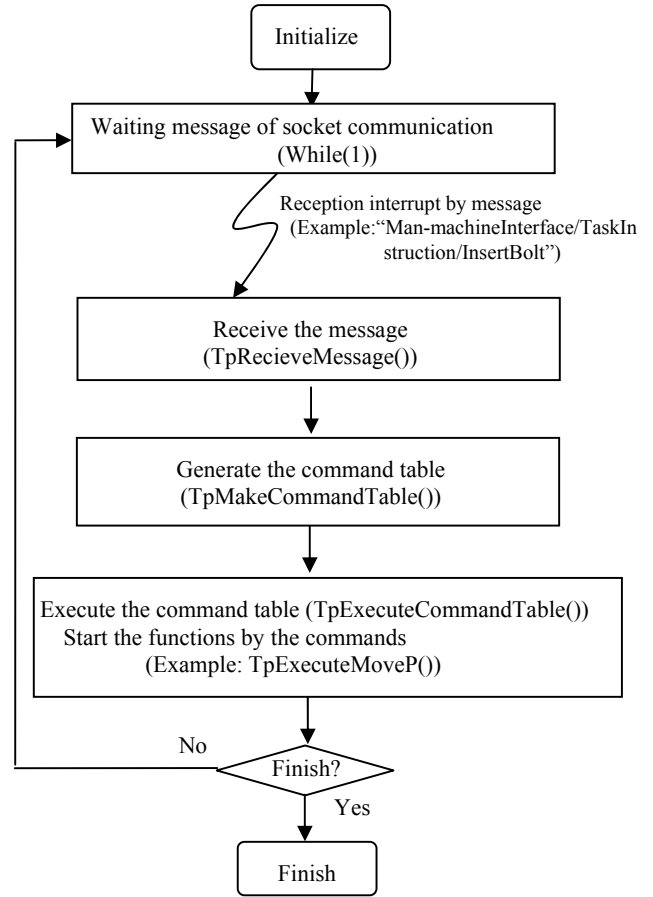 Initialize
Waiting message of socket communication
(While(1))
Reception interrupt by message
(Example:“Man-machineInterface/TaskIn
struction/InsertBolt”)
Receive the message
(TpRecieveMessage())
Generate the command table
(TpMakeCommandTable())
Execute the command table (TpExecuteCommandTable())
Start the functions by the commands
(Example: TpExecuteMoveP())
No
Finish?
Yes
Finish